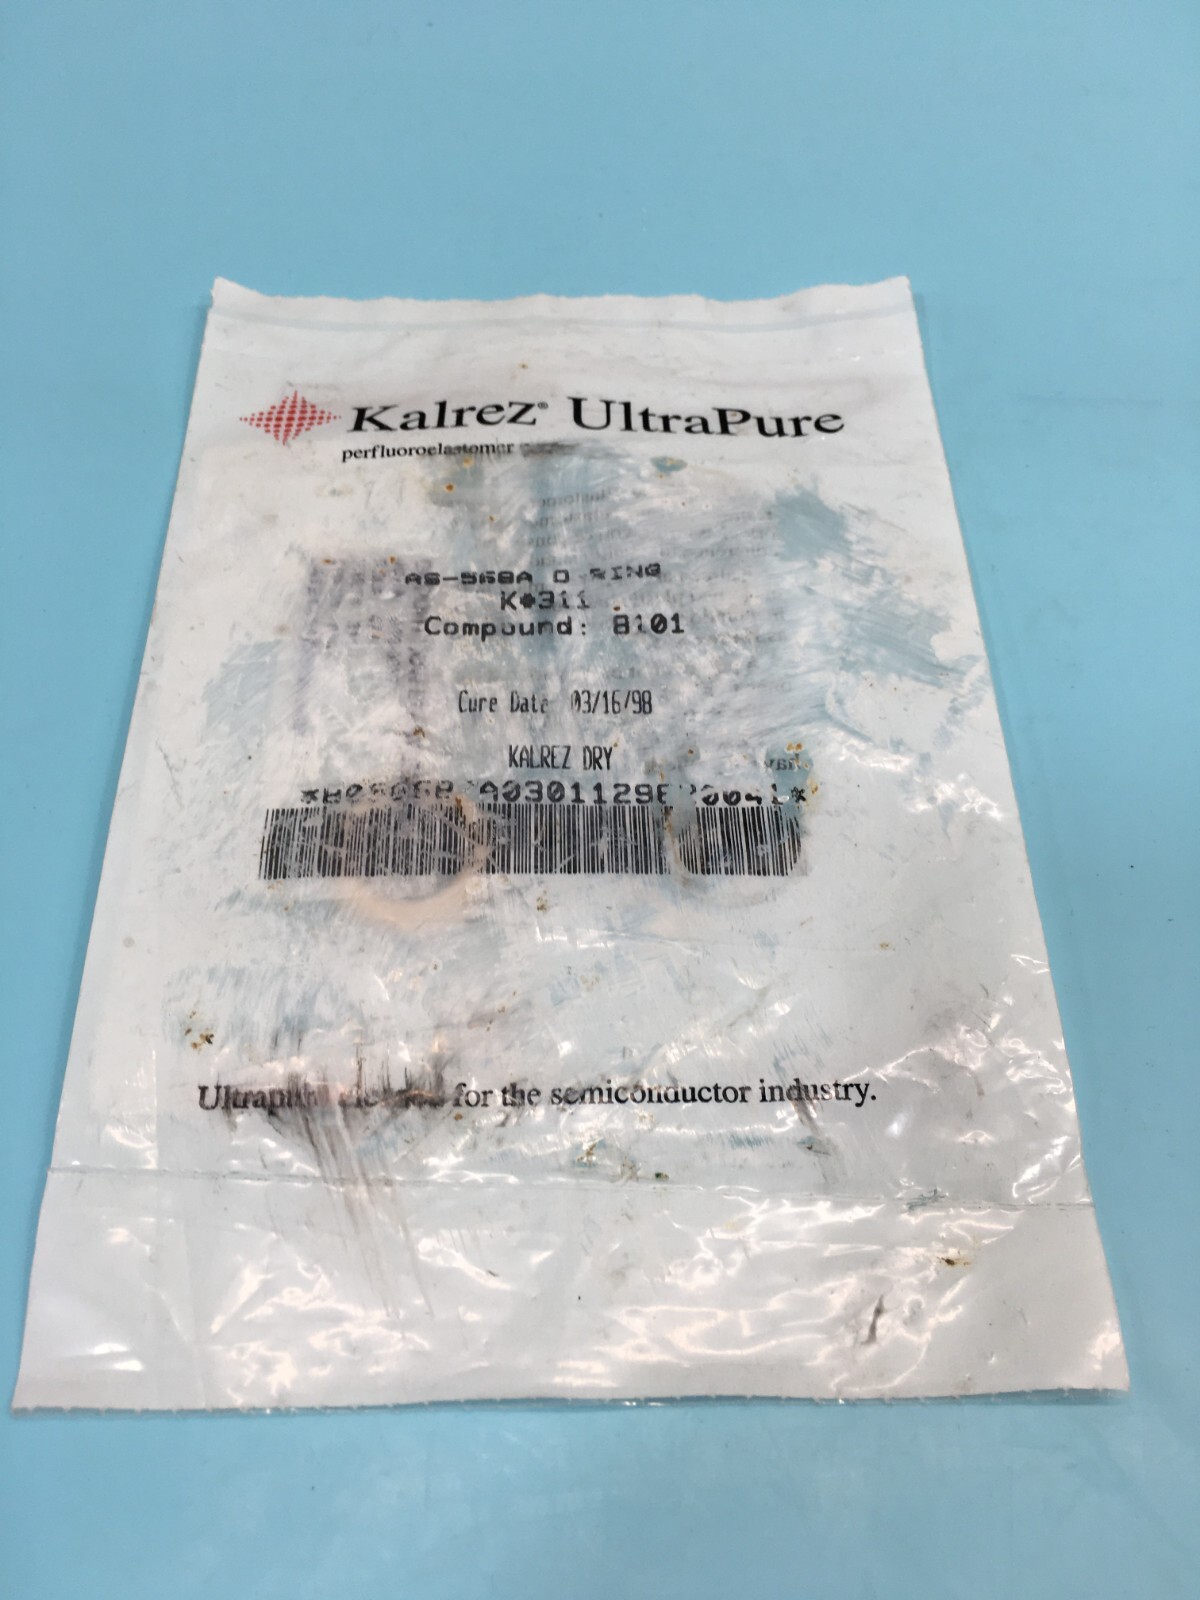 Kalrez® UltraPure
perfluoroelastomer
AS-568A O RING
K#311
Compound: 8101
Cure Date 03/16/98
KALREZ DRY
for the semiconductor industry.